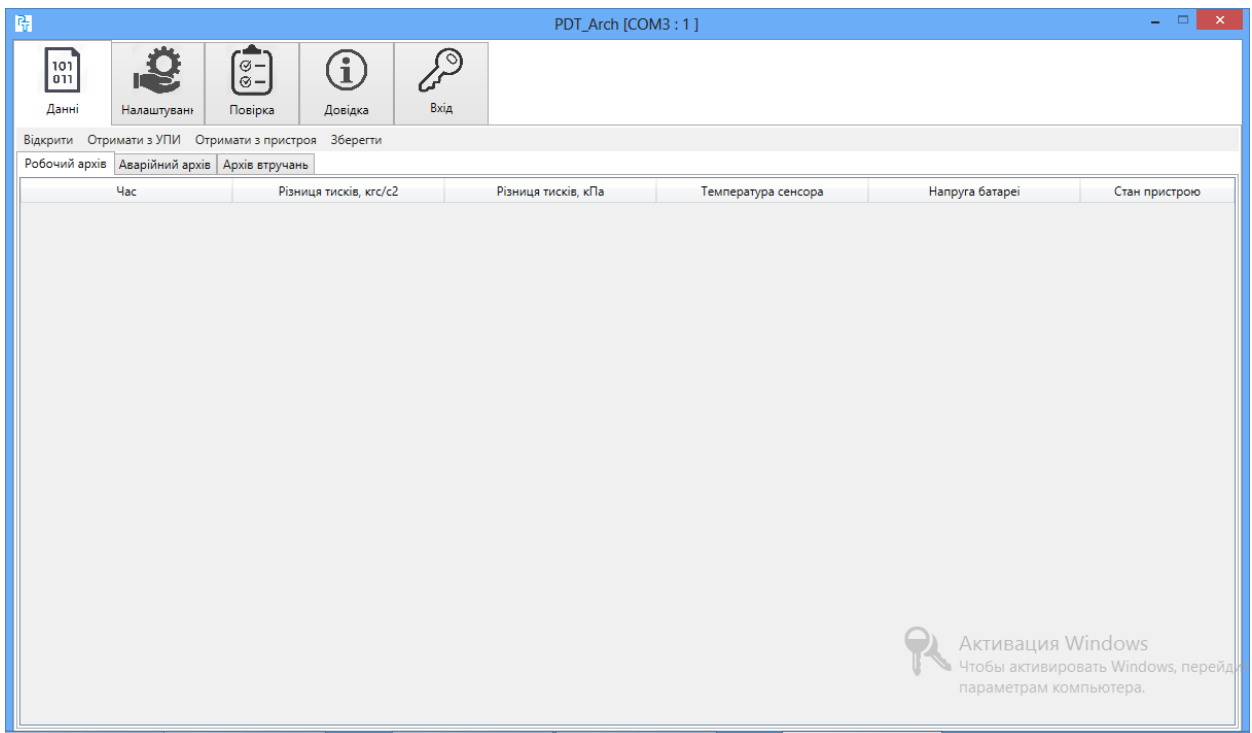 PDT_Arch [COM3 : 1 ]
101
011
Данні Налаштуванн Повірка Довідка Вхід
Відкрити Отримати з УПИ Отримати з пристроя Зберегти
Робочий архів Аварійний архів Архів втручань
Час Різниця тисків, кгс/с2 Різниця тисків, кПа Температура сенсора Напруга батареі Стан пристрою
Активация Windows
Чтобы активировать Windows, перейди
параметрам компьютера.